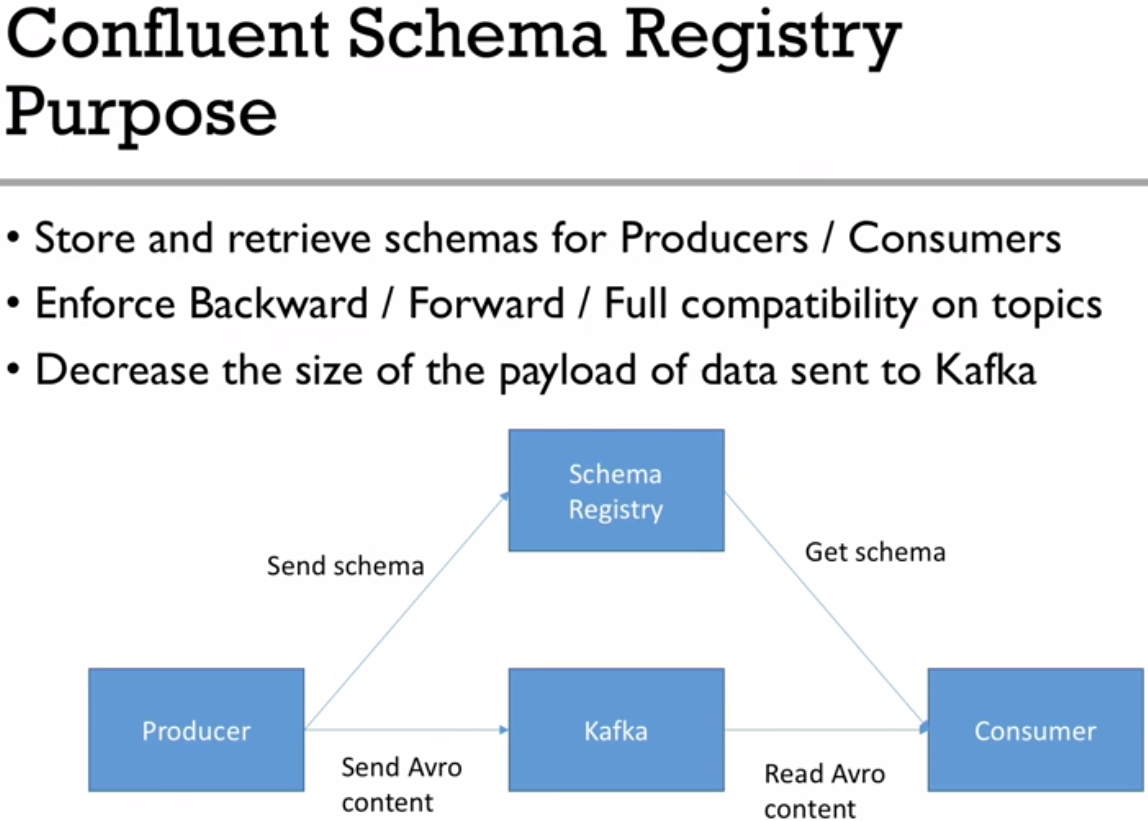 Confluent Schema Registry
Purpose
• Store and retrieve schemas for Producers / Consumers
• Enforce Backward / Forward / Full compatibility on topics
• Decrease the size of the payload of data sent to Kafka
Schema
Registry
Send schema
Get schema
Producer
Kafka
Consumer
Send Avro
content
Read Avro
content